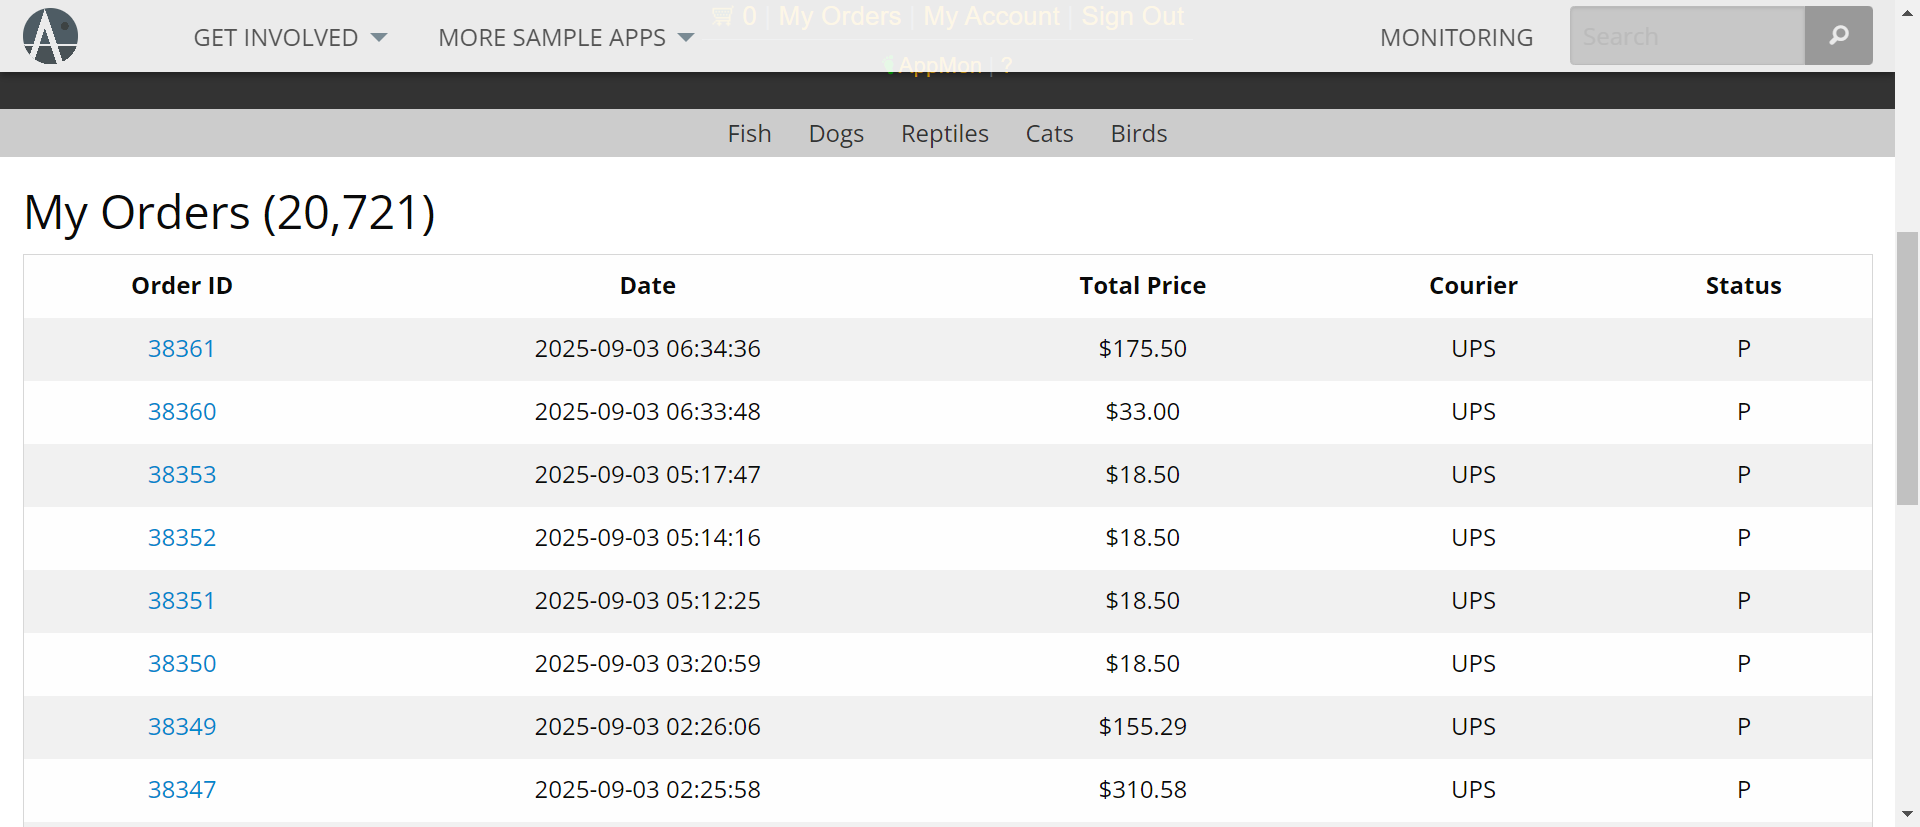 0 | My Orders | My Account | Sign Out
GET INVOLVED MORE SAMPLE APPS MONITORING Search
AppMon | ?
Fish Dogs Reptiles Cats Birds
My Orders (20,721)
Order ID Date Total Price Courier Status
38361 2025-09-03 06:34:36 $175.50 UPS P
38360 2025-09-03 06:33:48 $33.00 UPS P
38353 2025-09-03 05:17:47 $18.50 UPS P
38352 2025-09-03 05:14:16 $18.50 UPS P
38351 2025-09-03 05:12:25 $18.50 UPS P
38350 2025-09-03 03:20:59 $18.50 UPS P
38349 2025-09-03 02:26:06 $155.29 UPS P
38347 2025-09-03 02:25:58 $310.58 UPS P